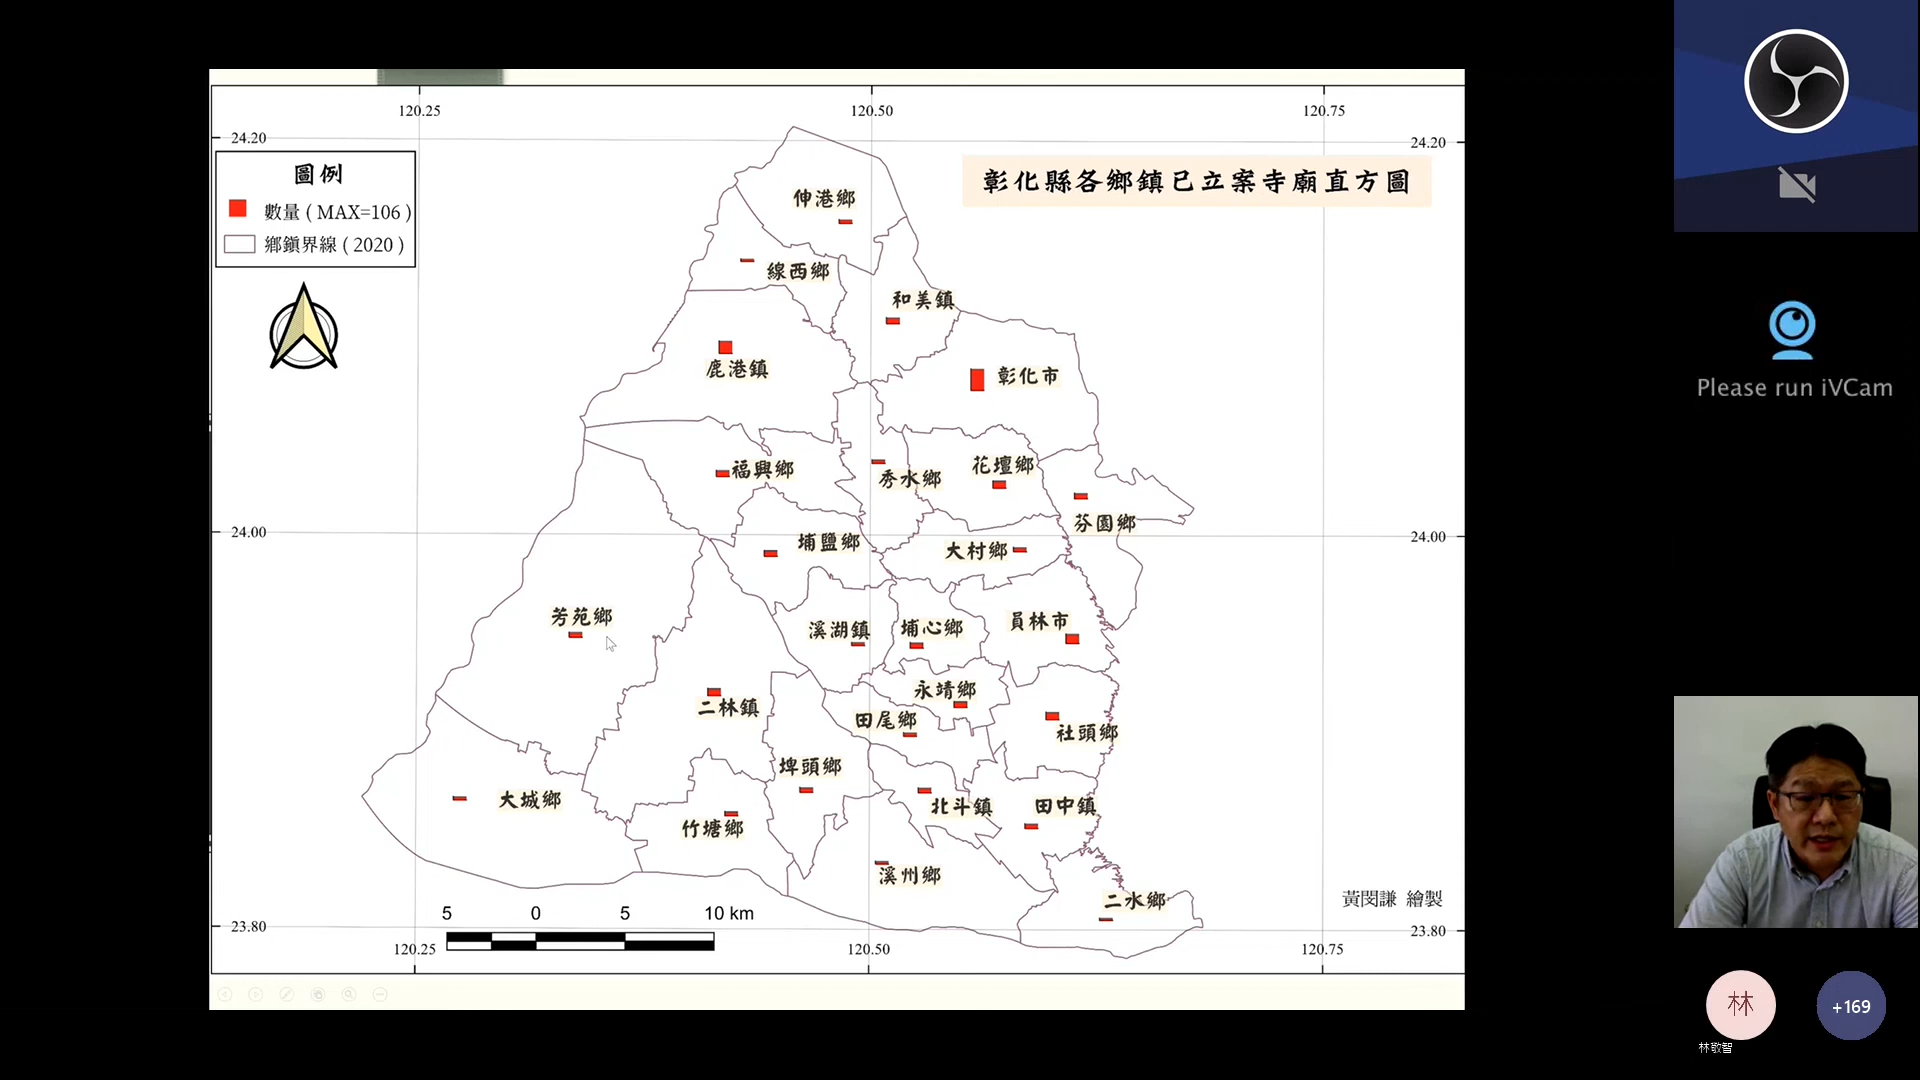 120.25
120.50
120.75
24.20
24.20
圖例
數量 ( MAX=106 )
鄉鎮界線 ( 2020 )
彰化縣各鄉鎮已立案寺廟直方圖
伸港鄉
線西鄉
和美鎮
鹿港鎮
彰化市
福興鄉
秀水鄉
花壇鄉
芬園鄉
24.00
24.00
埔鹽鄉
大村鄉
芳苑鄉
溪湖鎮
埔心鄉
員林市
二林鎮
永靖鄉
田尾鄉
社頭鄉
埤頭鄉
大城鄉
竹塘鄉
北斗鎮
田中鎮
溪州鄉
二水鄉
黃閔謙 繪製
5 0 5 10 km
23.80
23.80
120.25
120.50
120.75
Please run iVCam
林
+169
林敬智